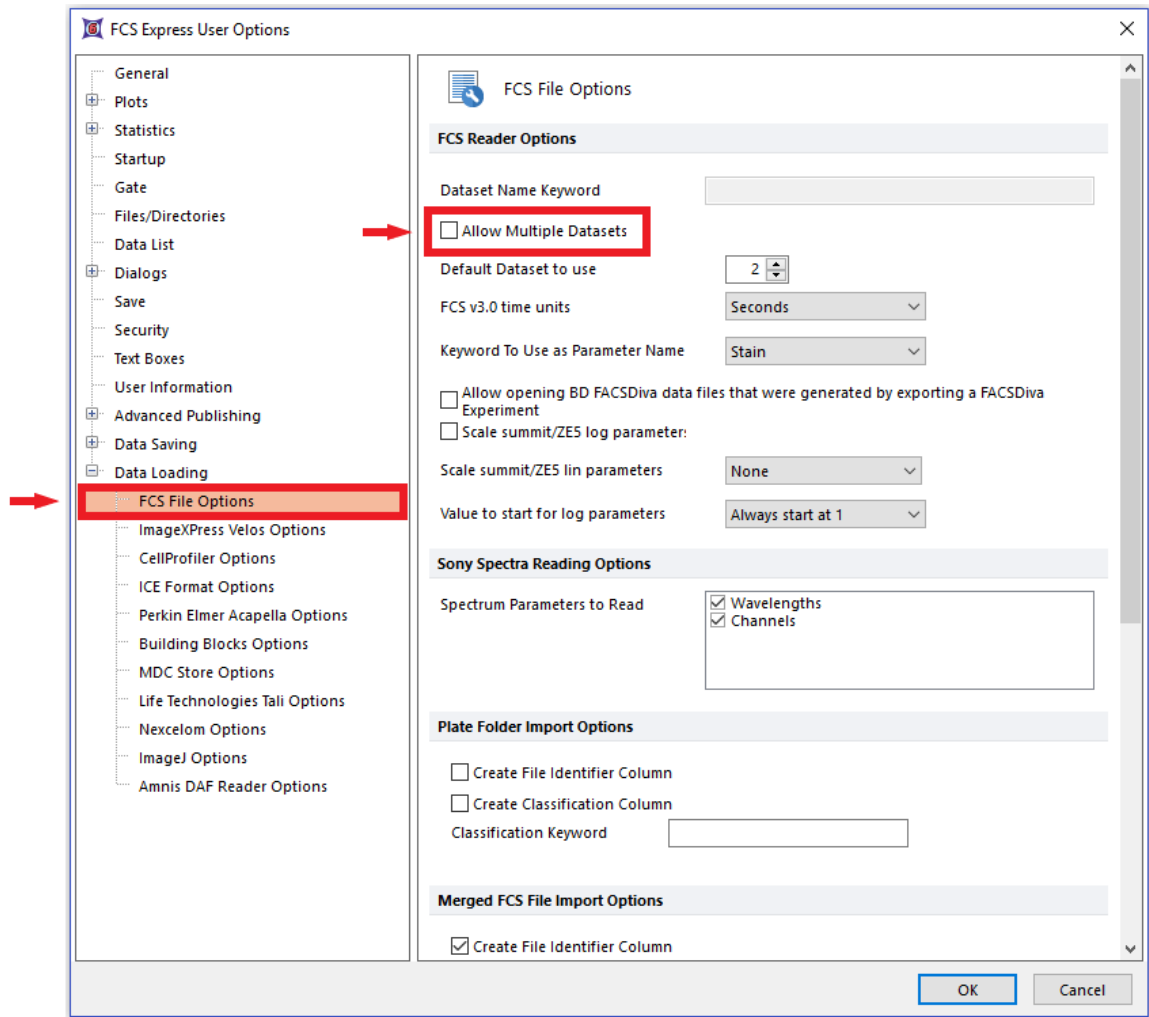 FCS Express User Options
General
Plots
Statistics
Startup
Gate
Files/Directories
Data List
Dialogs
Save
Security
Text Boxes
User Information
Advanced Publishing
Data Saving
Data Loading
FCS File Options
ImageXPress Velos Options
CellProfiler Options
ICE Format Options
Perkin Elmer Acapella Options
Building Blocks Options
MDC Store Options
Life Technologies Tali Options
Nexcelom Options
ImageJ Options
Amnis DAF Reader Options
FCS File Options
FCS Reader Options
Dataset Name Keyword
Allow Multiple Datasets
Default Dataset to use 2
FCS v3.0 time units Seconds
Keyword To Use as Parameter Name Stain
Allow opening BD FACSDiva data files that were generated by exporting a FACSDiva
Experiment
Scale summit/ZE5 log parameter:
Scale summit/ZE5 lin parameters None
Value to start for log parameters Always start at 1
Sony Spectra Reading Options
Spectrum Parameters to Read Wavelengths
Channels
Plate Folder Import Options
Create File Identifier Column
Create Classification Column
Classification Keyword
Merged FCS File Import Options
Create File Identifier Column
OK Cancel